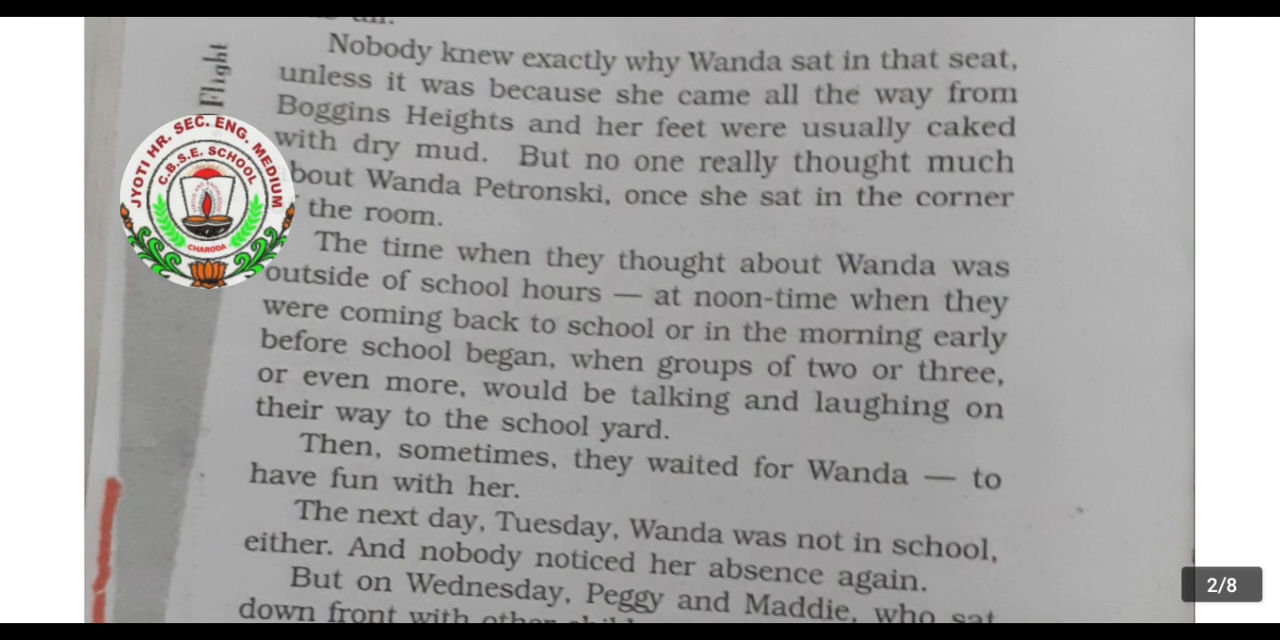 Flight
Nobody knew exactly why Wanda sat in that seat,
unless it was because she came all the way from
Boggins Heights and her feet were usually caked
with dry mud. But no one really thought much
bout Wanda Petronski, once she sat in the corner
the room.
The time when they thought about Wanda was
outside of school hours — at noon-time when they
were coming back to school or in the morning early
before school began, when groups of two or three,
or even more, would be talking and laughing on
their way to the school yard.
Then, sometimes, they waited for Wanda — to
have fun with her.
The next day, Tuesday, Wanda was not in school,
either. And nobody noticed her absence again.
But on Wednesday, Peggy and Maddie, who sat
down front with other
JYOTI HR. SEC. ENG. MEDIUM
C.B.S.E. SCHOOL
CHARODA
2/8